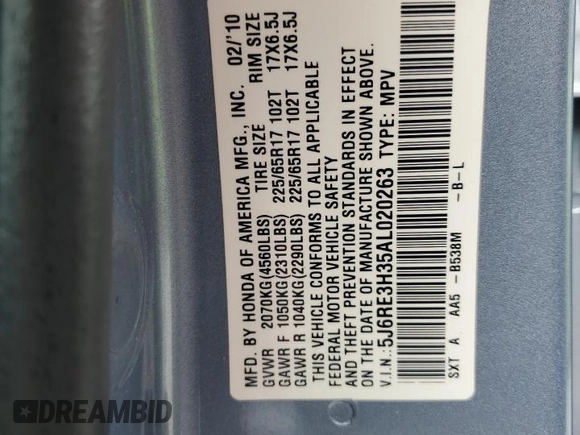 MFD. BY HONDA OF AMERICA MFG., INC. 02/'10
GVWR 2070KG(4560LBS) TIRE SIZE RIM SIZE
GAWR F 1050KG(2310LBS) 225/65R17 102T 17X6.5J
GAWR R 1040KG(2290LBS) 225/65R17 102T 17X6.5J
THIS VEHICLE CONFORMS TO ALL APPLICABLE
FEDERAL MOTOR VEHICLE SAFETY
AND THEFT PREVENTION STANDARDS IN EFFECT
ON THE DATE OF MANUFACTURE SHOWN ABOVE.
V.I.N.: 5J6RE3H35AL020263 TYPE: MPV
SXT A AA5 - B538M - B-L
DREAMBID